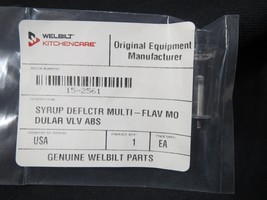 WELBILT
KITCHENCARE®
Original Equipment
Manufacturer
15-2561
SYRUP DEFLCTR MULTI-FLAV MO
DULAR VLV ABS
USA
1
EA
GENUINE WELBILT PARTS